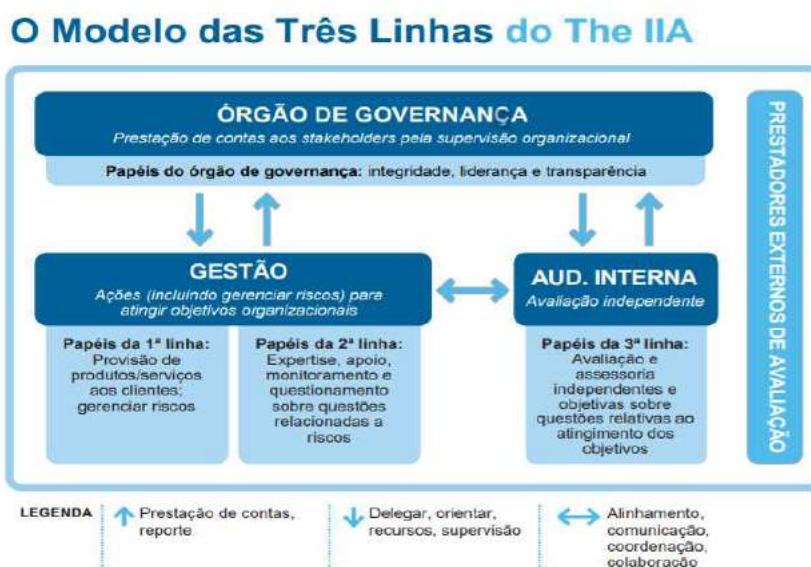 O Modelo das Três Linhas do The IIA
ÓRGÃO DE GOVERNANÇA
Prestação de contas aos stakeholders pela supervisão organizacional
Papéis do órgão de governança: integridade, liderança e transparência
GESTÃO
Ações (incluindo gerenciar riscos) para
atingir objetivos organizacionais
Papéis da 1ª linha:
Provisão de
produtos/serviços
aos clientes;
gerenciar riscos
Papéis da 2ª linha:
Expertise, apoio,
monitoramento e
questionamento
sobre questões
relacionadas a
riscos
AUD. INTERNA
Avaliação independente
Papéis da 3ª linha:
Avaliação e
assessoria
independentes e
objetivas sobre
questões relativas ao
atingimento dos
objetivos
PRESTADORES EXTERNOS DE AVALIAÇÃO
LEGENDA
Prestação de contas,
reporte
Delegar, orientar,
recursos, supervisão
Alinhamento,
comunicação,
coordenação,
colaboração